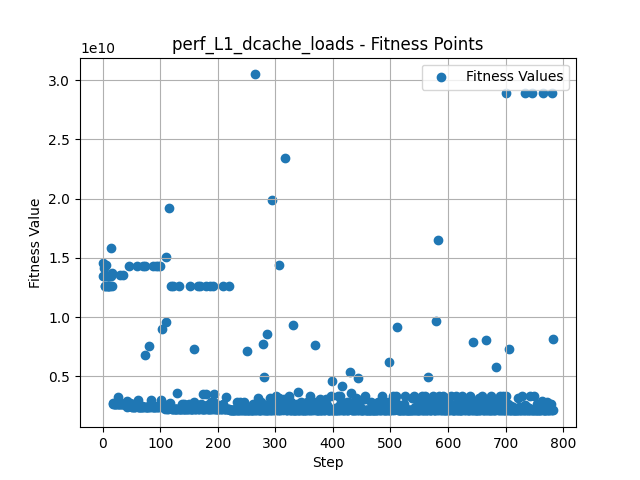 perf_L1_dcache_loads - Fitness Points
1e10
Fitness Values
3.0
2.5
2.0
1.5
1.0
0.5
Fitness Value
0 100 200 300 400 500 600 700 800
Step